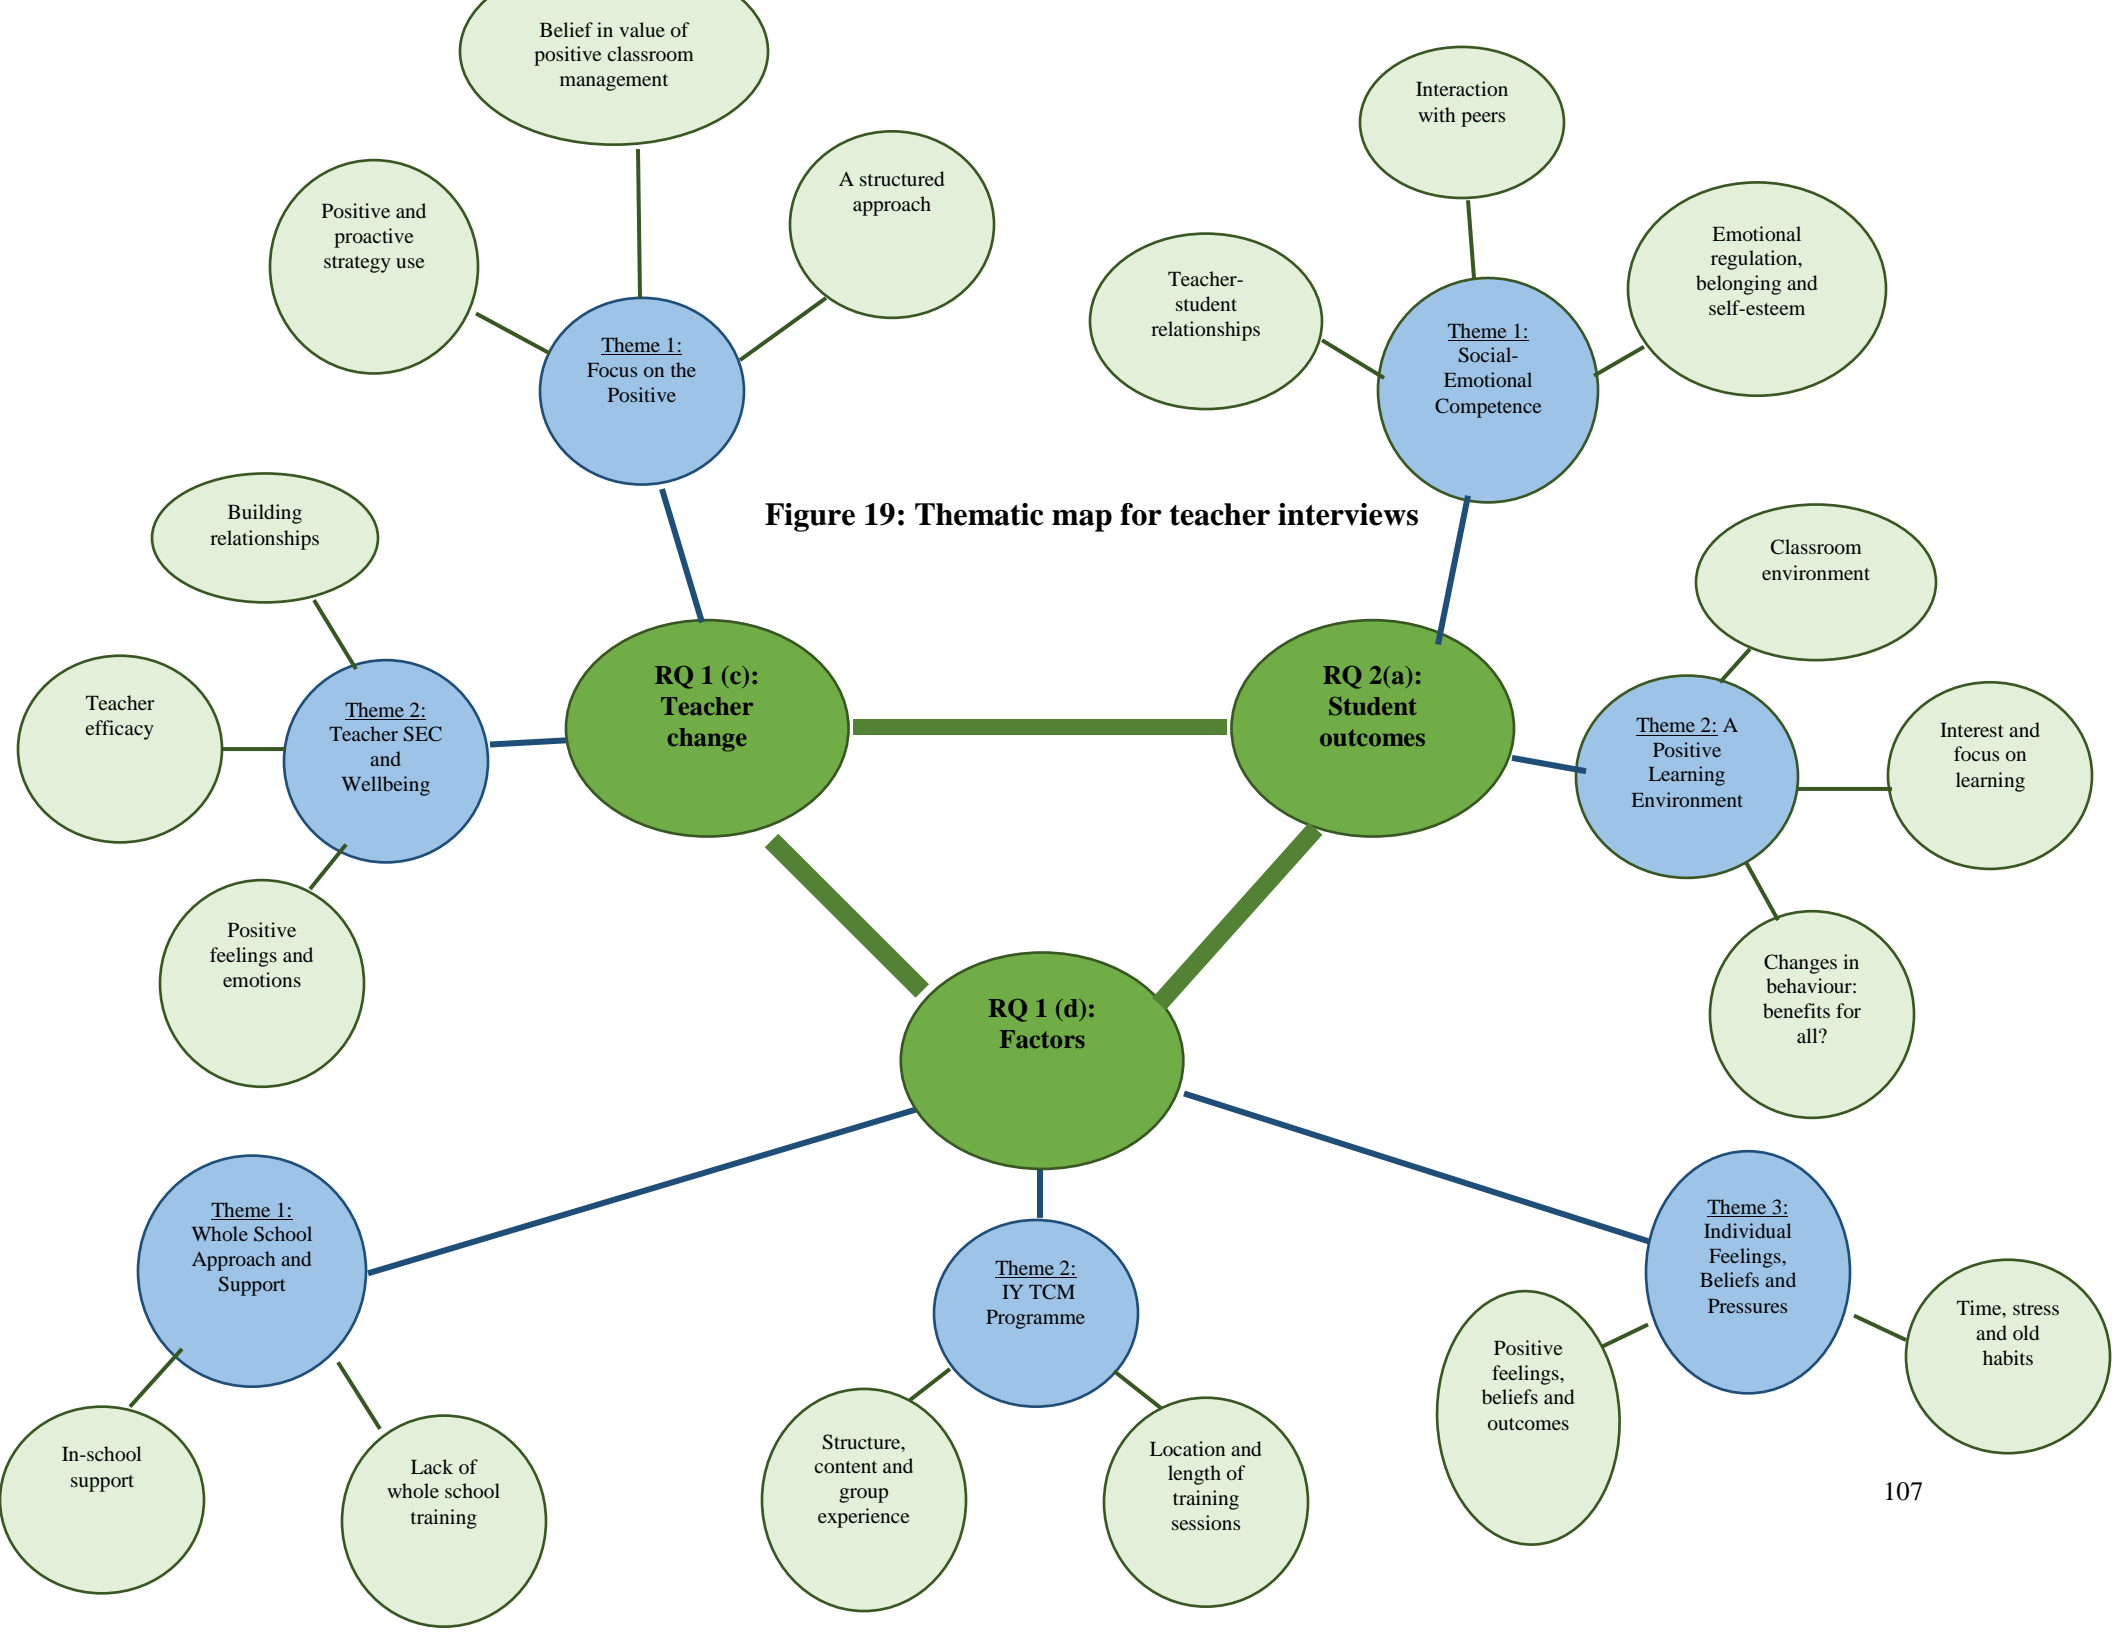 Belief in value of
positive classroom
management
Interaction
with peers
A structured
approach
Positive and
proactive
strategy use
Emotional
regulation,
belonging and
self-esteem
Teacher-
student
relationships
Theme 1:
Focus on the
Positive
Theme 1:
Social-
Emotional
Competence
Building
relationships
Figure 19: Thematic map for teacher interviews
Classroom
environment
RQ 1 (c):
Teacher
change
RQ 2(a):
Student
outcomes
Teacher
efficacy
Theme 2:
Teacher SEC
and
Wellbeing
Theme 2: A
Positive
Learning
Environment
Interest and
focus on
learning
Positive
feelings and
emotions
Changes in
behaviour:
benefits for
all?
RQ 1 (d):
Factors
Theme 1:
Whole School
Approach and
Support
Theme 2:
IY TCM
Programme
Theme 3:
Individual
Feelings,
Beliefs and
Pressures
Time, stress
and old
habits
Positive
feelings,
beliefs and
outcomes
In-school
support
Lack of
whole school
training
Structure,
content and
group
experience
Location and
length of
training
sessions
107